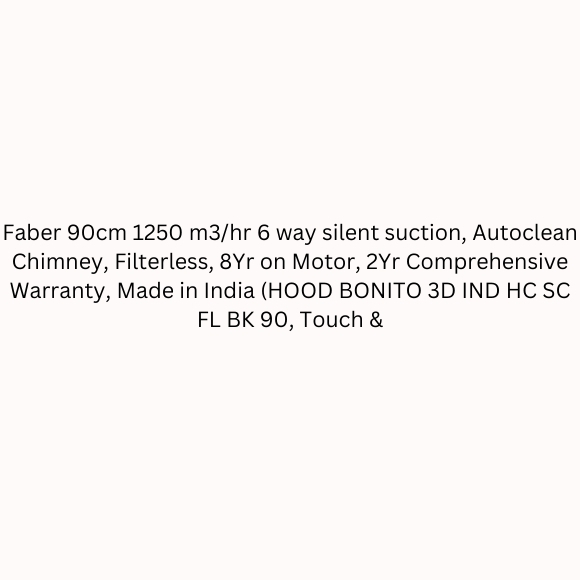 Faber 90cm 1250 m3/hr 6 way silent suction, Autoclean
Chimney, Filterless, 8Yr on Motor, 2Yr Comprehensive
Warranty, Made in India (HOOD BONITO 3D IND HC SC
FL BK 90, Touch &